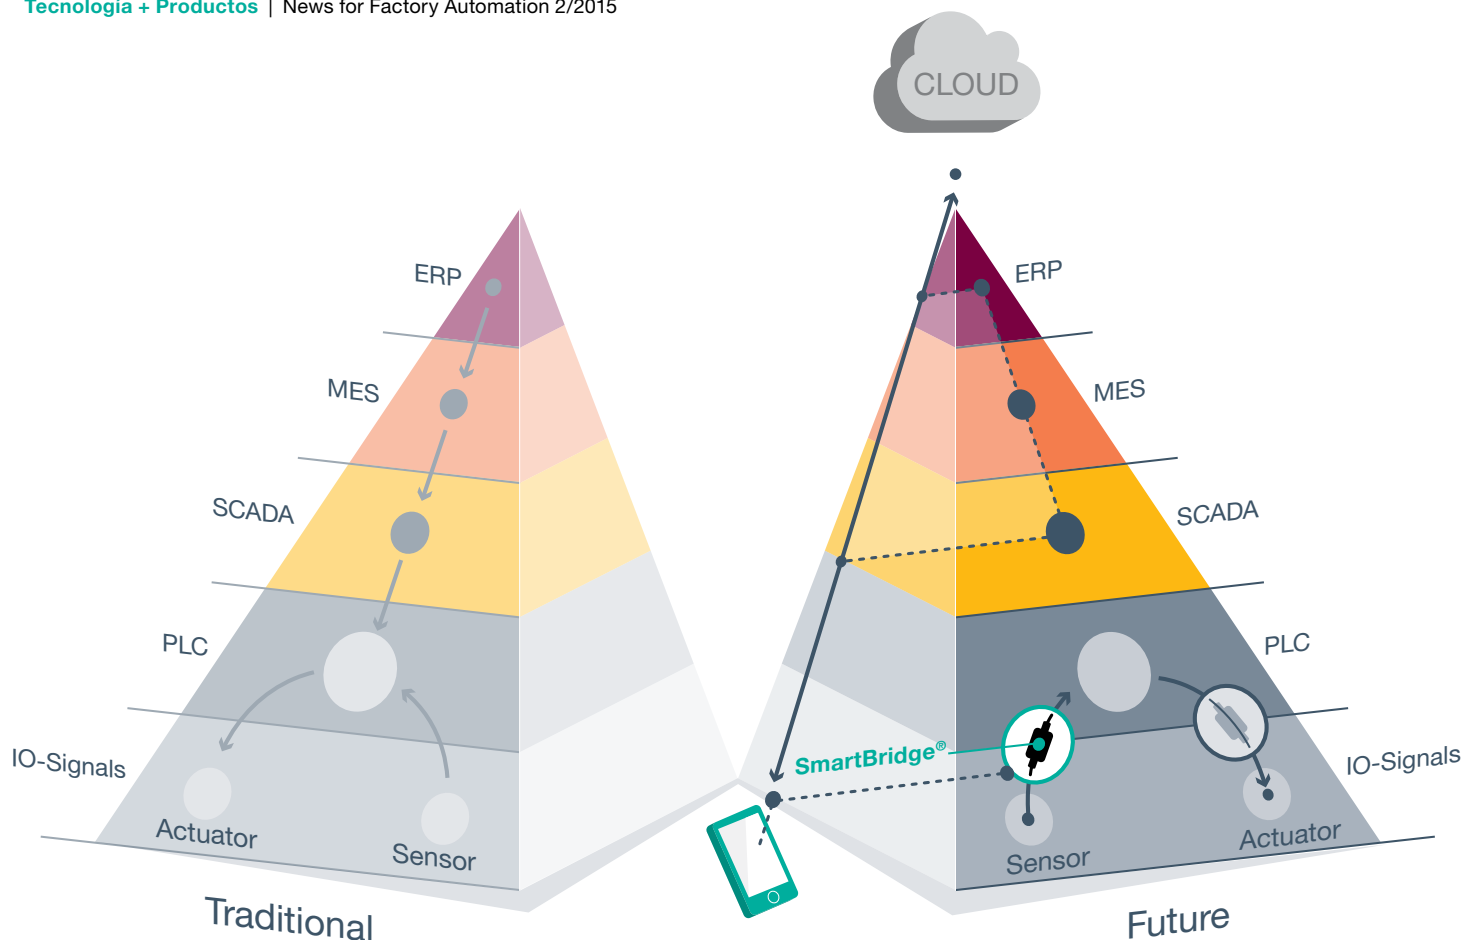 Tecnología + Productos | News for Factory Automation 2/2015
CLOUD
ERP
MES
SCADA
PLC
IO-Signals
Actuator
Sensor
Traditional
ERP
MES
SCADA
PLC
SmartBridge®
IO-Signals
Sensor
Actuator
Future